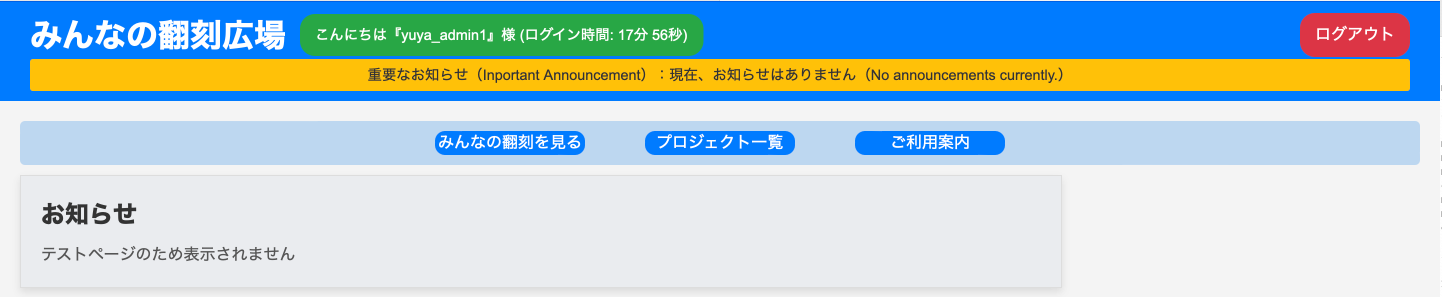 みんなの翻刻広場 こんにちは『yuya_admin1』様 (ログイン時間: 17分 56秒) ログアウト
重要なお知らせ（Inportant Announcement）：現在、お知らせはありません（No announcements currently.）
みんなの翻刻を見る プロジェクト一覧 ご利用案内
お知らせ
テストページのため表示されません